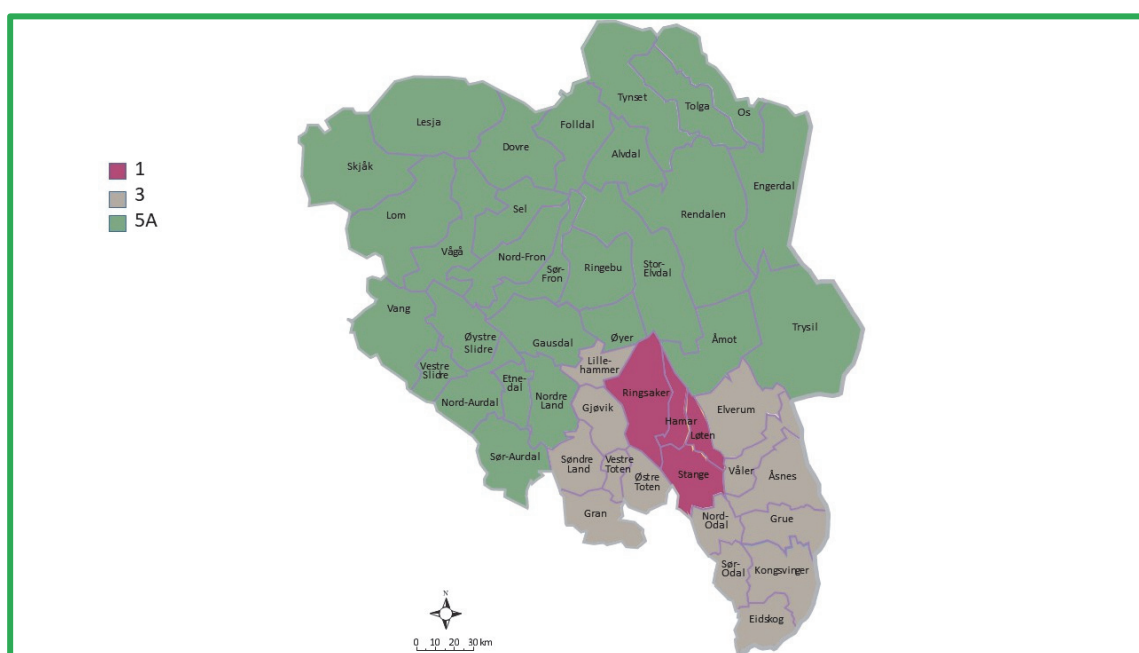 1
3
5A
Tynset
Tolga
Os
Lesja
Folldal
Dovre
Alvdal
Skjåk
Engerdal
Sel
Lom
Rendalen
Vågå
Nord-Fron
Sør-
Fron
Ringebu
Stor-
Elvdal
Vang
Trysil
Øystre
Slidre
Gausdal
Øyer
Åmot
Vestre
Slidre
Lille-
hammer
Etne-
dal
Nordre
Land
Nord-Aurdal
Ringsaker
Gjøvik
Elverum
Hamar
Løten
Sør-Aurdal
Søndre
Land
Vestre
Toten
Østre
Toten
Stange
Våler
Åsnes
Gran
Nord-
Odal
Grue
Sør-
Odal
Kongsvinger
Eidskog
N
0 10 20 30 km